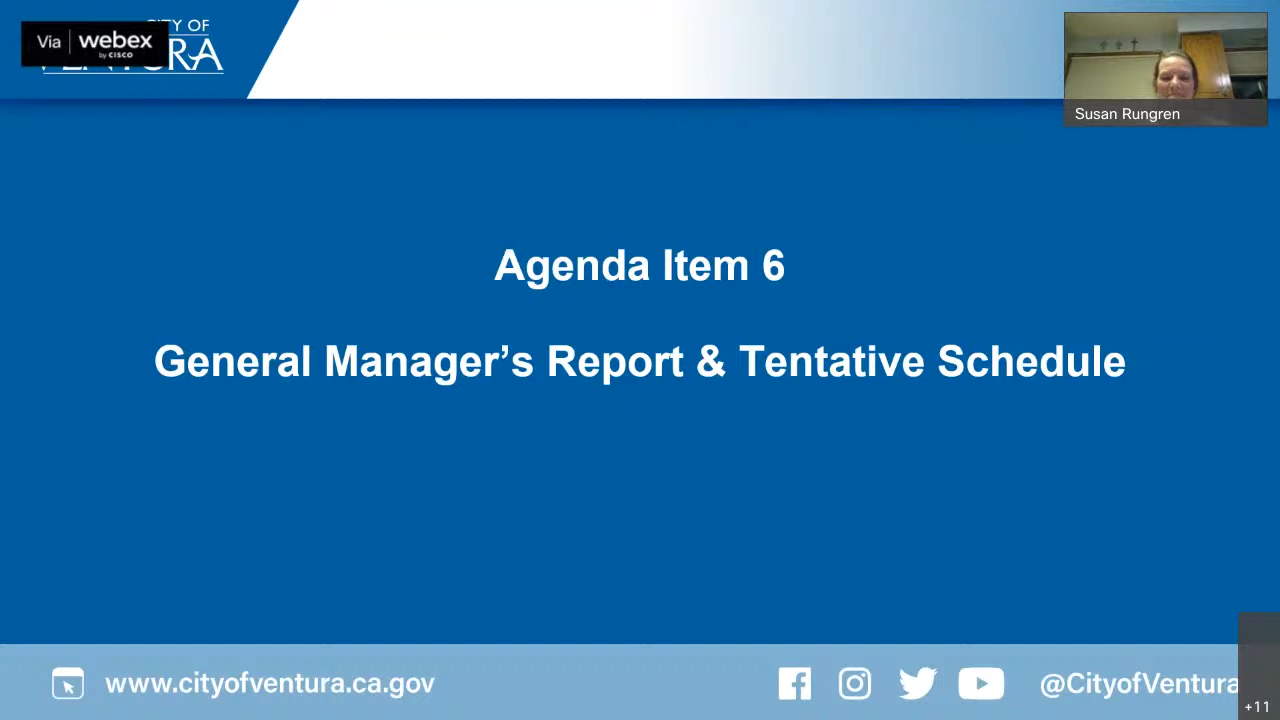 Via webex
by CISCO
CITY OF
VENTURA
Susan Rungren
Agenda Item 6
General Manager’s Report & Tentative Schedule
www.cityofventura.ca.gov
@CityofVentura
+11